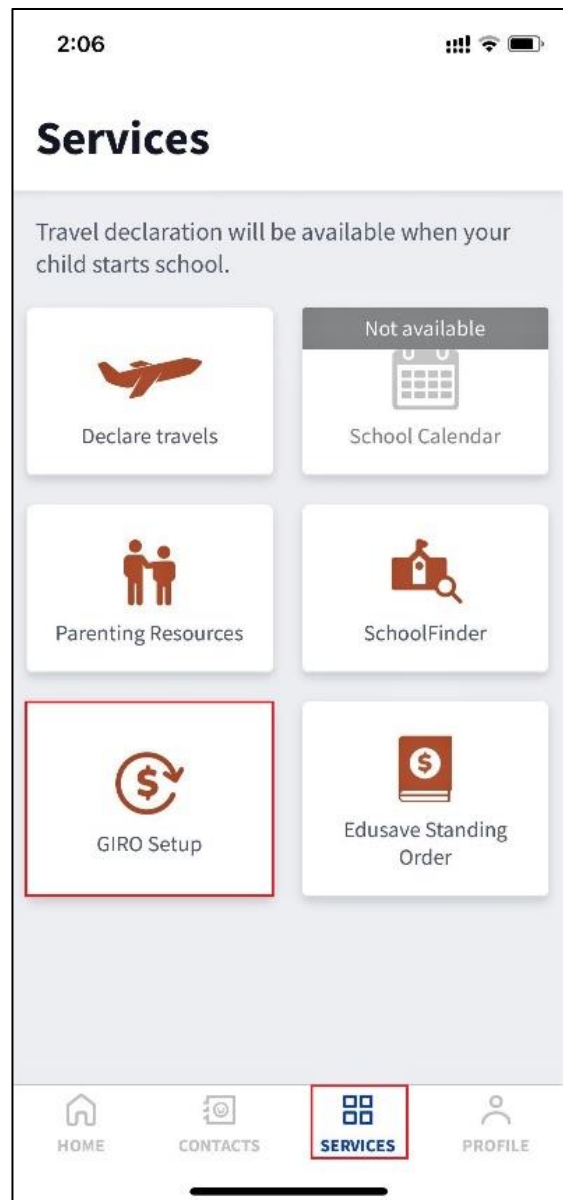 2:06
Services
Travel declaration will be available when your
child starts school.
Declare travels
Not available
School Calendar
Parenting Resources
SchoolFinder
GIRO Setup
Edusave Standing
Order
HOME
CONTACTS
SERVICES
PROFILE